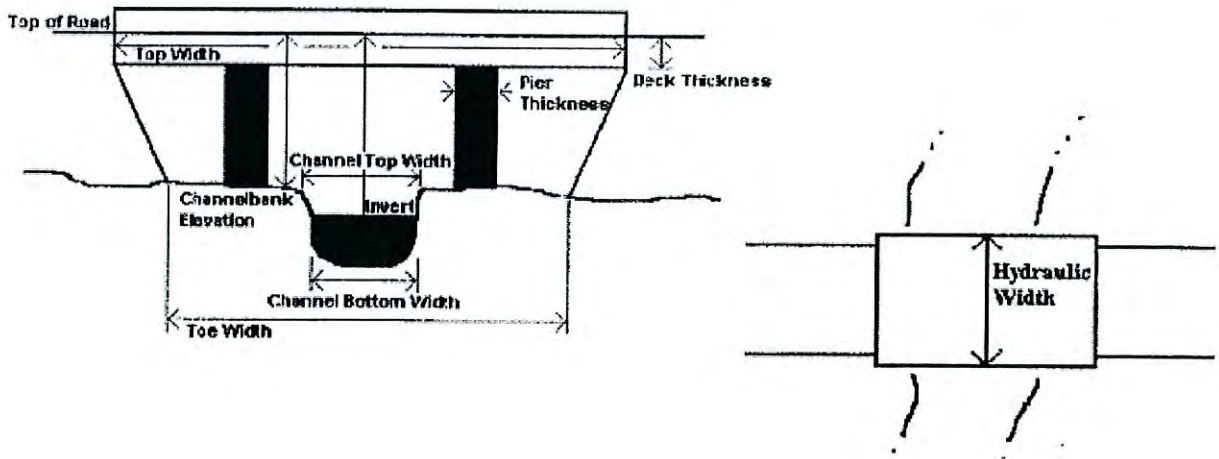 Top of Road
Top Width
Pier
Thickness
Deck Thickness
Channel Top Width
Channelbank
Elevation
Invert
Channel Bottom Width
Toe Width
Hydraulic
Width